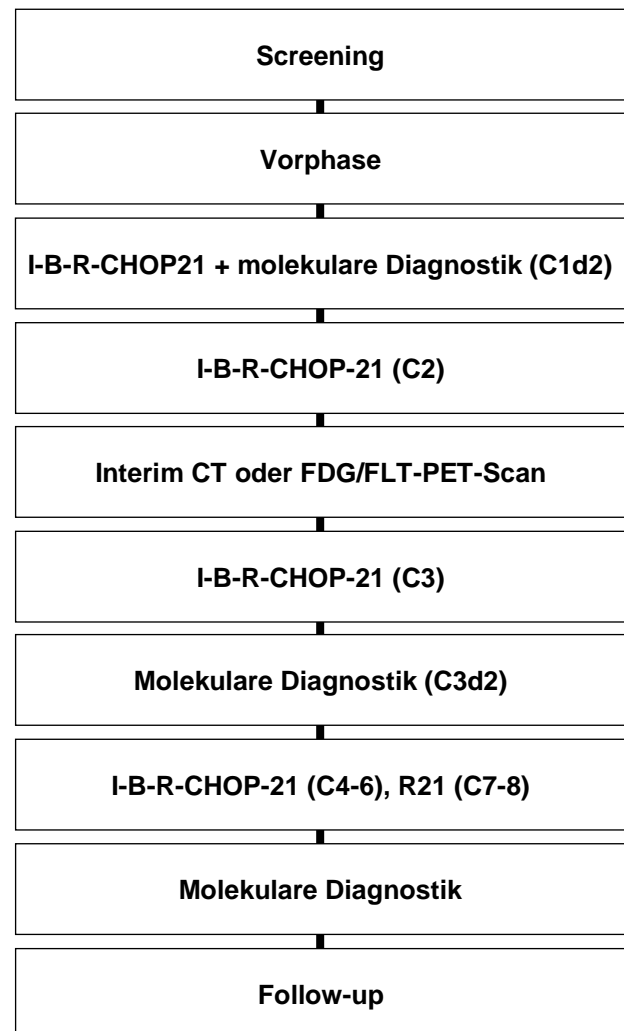 Screening
Vorphase
I-B-R-CHOP21 + molekulare Diagnostik (C1d2)
I-B-R-CHOP-21 (C2)
Interim CT oder FDG/FLT-PET-Scan
I-B-R-CHOP-21 (C3)
Molekulare Diagnostik (C3d2)
I-B-R-CHOP-21 (C4-6), R21 (C7-8)
Molekulare Diagnostik
Follow-up